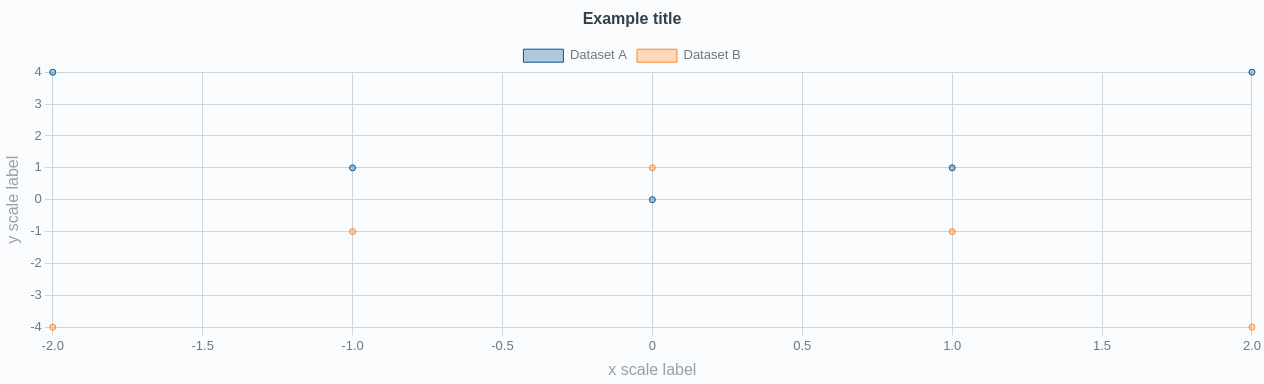 Example title
Dataset A Dataset B
y scale label
4
3
2
1
0
-1
-2
-3
-4
-2.0 -1.5 -1.0 -0.5 0 0.5 1.0 1.5 2.0
x scale label